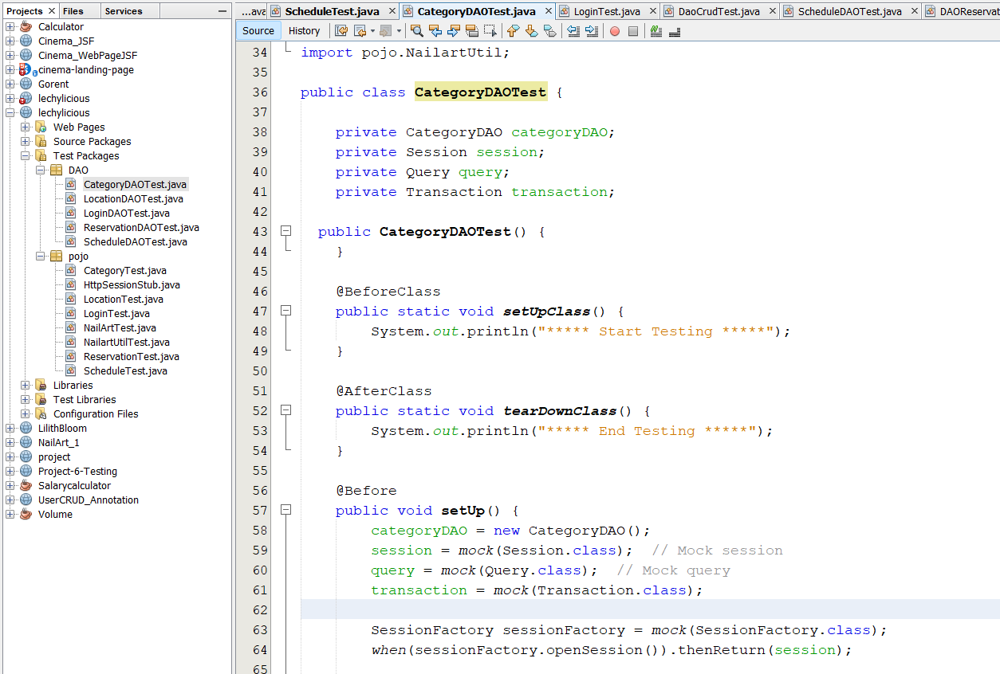 Projects
Files
Services
Calculator
Cinema_JSF
Cinema_WebPageJSF
cinema-landing-page
Gorent
lechylicious
lechylicious
Web Pages
Source Packages
Test Packages
DAO
CategoryDAOTest.java
LocationDAOTest.java
LoginDAOTest.java
ReservationDAOTest.java
ScheduleDAOTest.java
pojo
CategoryTest.java
HttpSessionStub.java
LocationTest.java
LoginTest.java
NailArtTest.java
NailartUtilTest.java
ReservationTest.java
ScheduleTest.java
Libraries
Test Libraries
Configuration Files
LilithBloom
NailArt_1
project
Project-6-Testing
Salarycalculator
UserCRUD_Annotation
Volume
...ava
ScheduleTest.java
CategoryDAOTest.java
LoginTest.java
DaoCrudTest.java
ScheduleDAOTest.java
DAOReservat
Source
History
34 import pojo.NailartUtil;
35
36 public class CategoryDAOTest {
37
38 private CategoryDAO categoryDAO;
39 private Session session;
40 private Query query;
41 private Transaction transaction;
42
43 public CategoryDAOTest() {
44 }
45
46 @BeforeClass
47 public static void setUpClass() {
48 System.out.println("***** Start Testing *****");
49 }
50
51 @AfterClass
52 public static void tearDownClass() {
53 System.out.println("***** End Testing *****");
54 }
55
56 @Before
57 public void setUp() {
58 categoryDAO = new CategoryDAO();
59 session = mock(Session.class);  // Mock session
60 query = mock(Query.class);  // Mock query
61 transaction = mock(Transaction.class);
62
63 SessionFactory sessionFactory = mock(SessionFactory.class);
64 when(sessionFactory.openSession()).thenReturn(session);
65